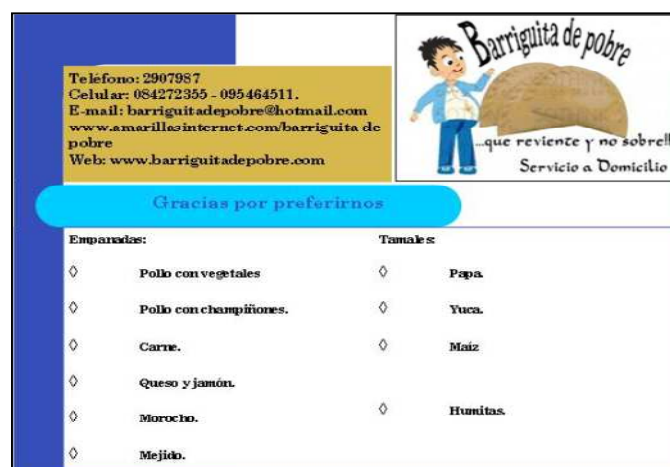 Barriguita de pobre
...que reviente y no sobre!!
Servicio a Domicilio
Teléfono: 2907987
Celular: 084272355 - 095464511.
E-mail: barriguitadepobre@hotmail.com
www.amarillasinternet.com/barriguita de
pobre
Web: www.barriguitadepobre.com
Gracias por preferirnos
Empanadas:
◊ Pollo con vegetales
◊ Pollo con champiñones.
◊ Carne.
◊ Queso y jamón.
◊ Morocho.
◊ Mejido.
Tamales:
◊ Papa.
◊ Yuca.
◊ Maíz
◊ Humitas.